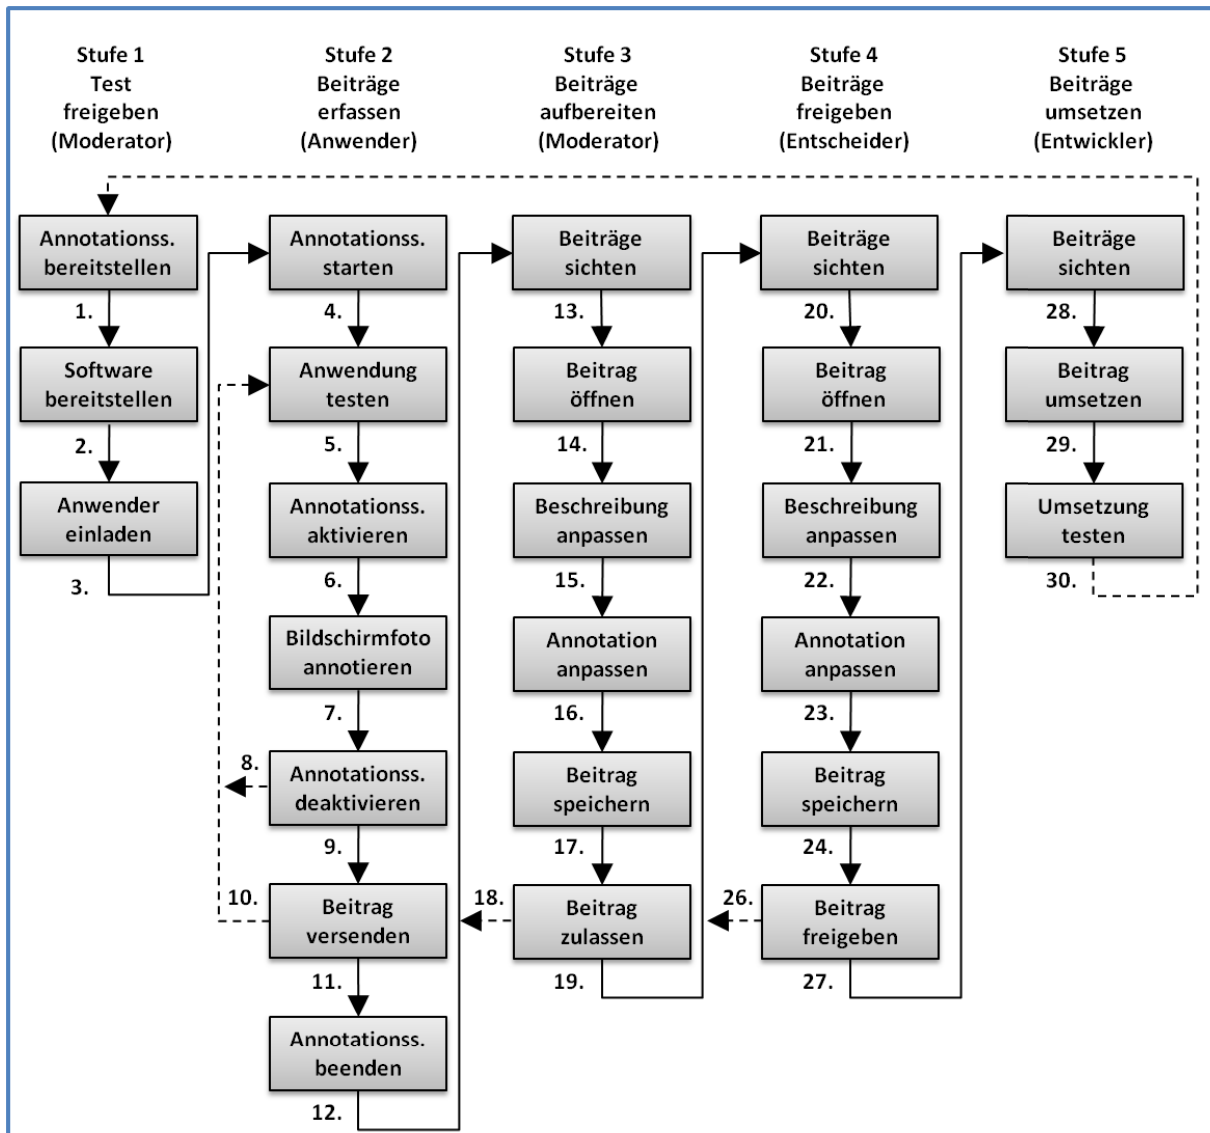 Stufe 1
Test
freigeben
(Moderator)
Stufe 2
Beiträge
erfassen
(Anwender)
Stufe 3
Beiträge
aufbereiten
(Moderator)
Stufe 4
Beiträge
freigeben
(Entscheider)
Stufe 5
Beiträge
umsetzen
(Entwickler)
Annotationss.
bereitstellen
1.
Software
bereitstellen
2.
Anwender
einladen
3.
Annotationss.
starten
4.
Anwendung
testen
5.
Annotationss.
aktivieren
6.
Bildschirmfoto
annotieren
7.
8.
Annotationss.
deaktivieren
9.
10.
Beitrag
versenden
11.
Annotationss.
beenden
12.
Beiträge
sichten
13.
Beitrag
öffnen
14.
Beschreibung
anpassen
15.
Annotation
anpassen
16.
Beitrag
speichern
17.
18.
Beitrag
zulassen
19.
Beiträge
sichten
20.
Beitrag
öffnen
21.
Beschreibung
anpassen
22.
Annotation
anpassen
23.
Beitrag
speichern
24.
26.
Beitrag
freigeben
27.
Beiträge
sichten
28.
Beitrag
umsetzen
29.
Umsetzung
testen
30.